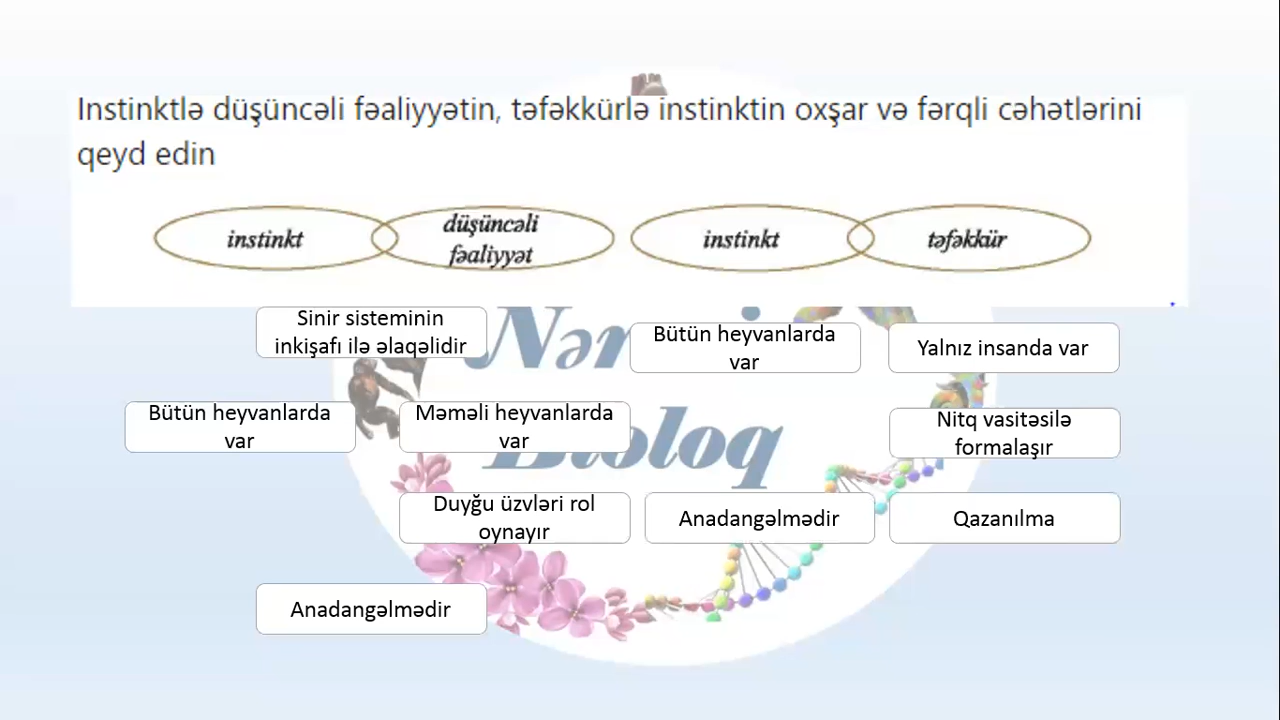 Instinktlə düşüncəli fəaliyyətin, təfəkkürlə instinktin oxşar və fərqli cəhətlərini
qeyd edin
instinkt
düşüncəli
fəaliyyət
instinkt
təfəkkür
Sinir sisteminin
inkişafı ilə əlaqəlidir
Bütün heyvanlarda
var
Yalnız insanda var
Bütün heyvanlarda
var
Məməli heyvanlarda
var
Nitq vasitəsilə
formalaşır
Duyğu üzvləri rol
oynayır
Anadangəlmədir
Qazanılma
Anadangəlmədir